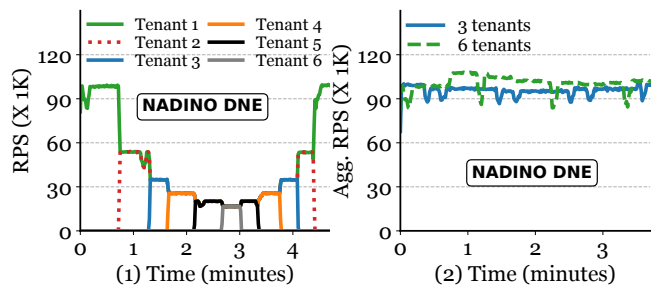 Tenant 1
Tenant 2
Tenant 3
Tenant 4
Tenant 5
Tenant 6
RPS (X 1K)
120
90
60
30
0
NADINO DNE
0 1 2 3 4
(1) Time (minutes)
3 tenants
6 tenants
Agg. RPS (X 1K)
120
90
60
30
0
NADINO DNE
0 1 2 3
(2) Time (minutes)